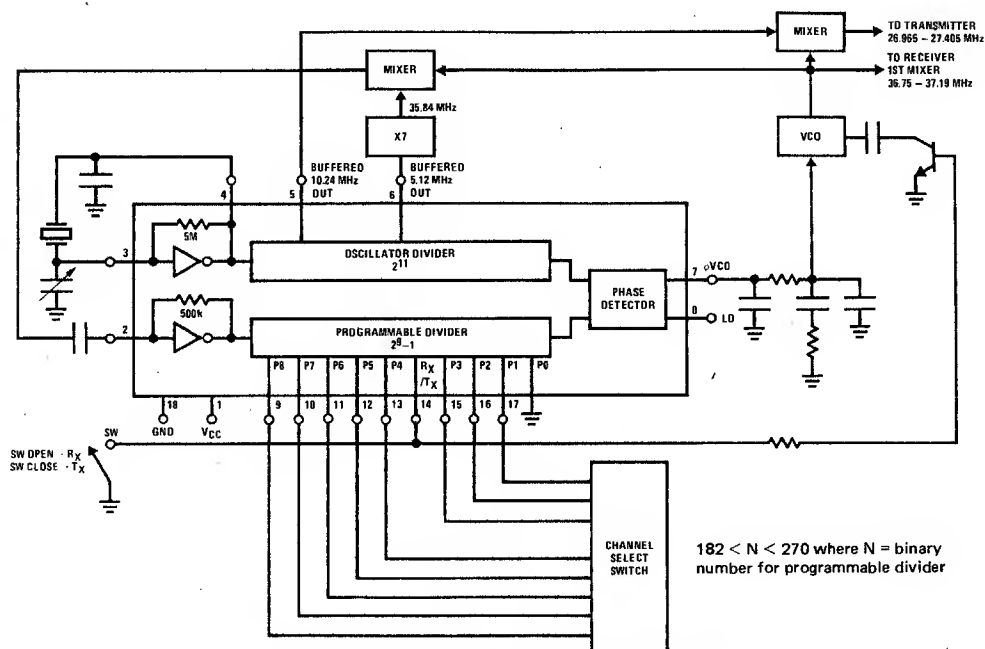 MIXER
TO TRANSMITTER
26.965 – 27.405 MHz
MIXER
TO RECEIVER
1ST MIXER
36.75 – 37.19 MHz
35.84 MHz
X7
VCO
BUFFERED
10.24 MHz
OUT
BUFFERED
5.12 MHz
OUT
4
5
6
5M
3
OSCILLATOR DIVIDER
2^11
PHASE
DETECTOR
7
φVCO
8
LD
500k
2
PROGRAMMABLE DIVIDER
2^9–1
P8
P7
P6
P5
P4
RX
/TX
P3
P2
P1
P0
18
1
9
10
11
12
13
14
15
16
17
GND
VCC
SW
SW OPEN - RX
SW CLOSE - TX
CHANNEL
SELECT
SWITCH
182 < N < 270 where N = binary
number for programmable divider